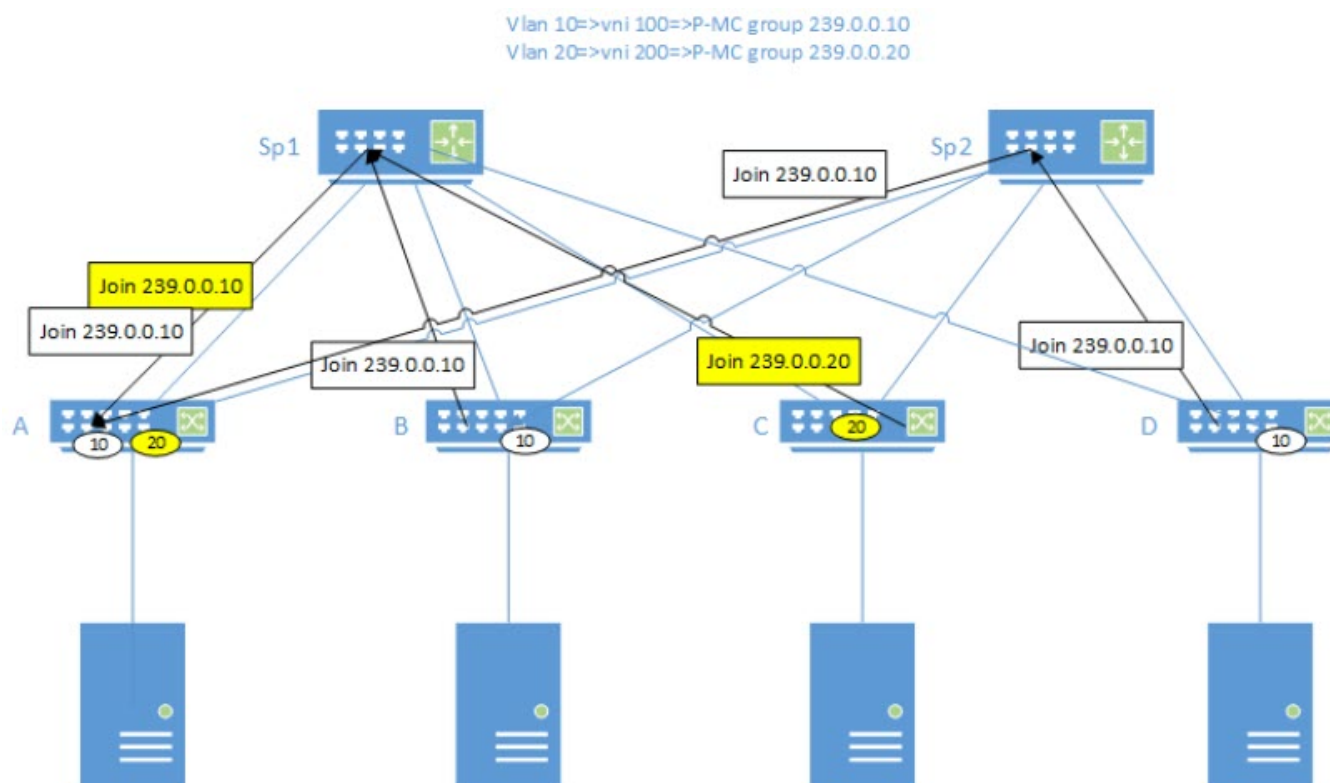 Vlan 10=>vni 100=>P-MC group 239.0.0.10
Vlan 20=>vni 200=>P-MC group 239.0.0.20
Sp1
Sp2
Join 239.0.0.10
Join 239.0.0.10
Join 239.0.0.10
Join 239.0.0.10
Join 239.0.0.20
Join 239.0.0.10
A
10
20
B
10
C
20
D
10